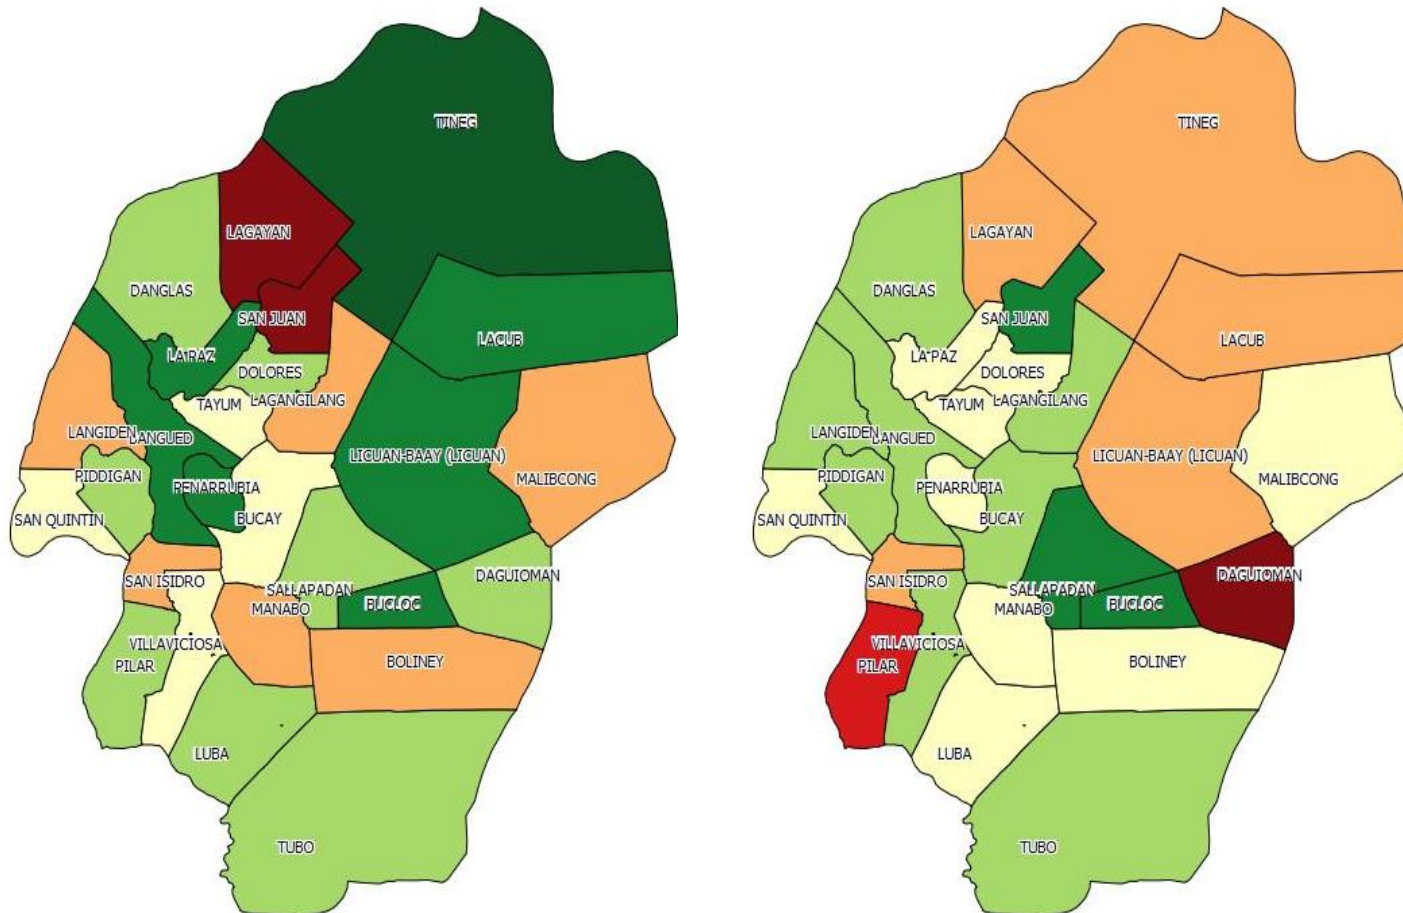 TINEG
LAGAYAN
DANGLAS
SAN JUAN
LACUB
LA PAZ
DOLORES
LAGANGILANG
TAYUM
LANGIDEN
BANGUED
LICUAN-BAAY (LICUAN)
PIDDIGAN
MALIBCONG
PENARRUBIA
SAN QUINTIN
BUCAY
DAGUIOMAN
SAN ISIDRO
SALLAPADAN
BUCLOC
MANABO
VILLAVICIOSA
BOLINEY
PILAR
LUBA
TUBO
TINEG
LAGAYAN
DANGLAS
SAN JUAN
LACUB
LA PAZ
DOLORES
LAGANGILANG
TAYUM
LANGIDEN
BANGUED
LICUAN-BAAY (LICUAN)
PIDDIGAN
MALIBCONG
PENARRUBIA
SAN QUINTIN
BUCAY
DAGUIOMAN
SAN ISIDRO
SALLAPADAN
BUCLOC
MANABO
VILLAVICIOSA
BOLINEY
PILAR
LUBA
TUBO